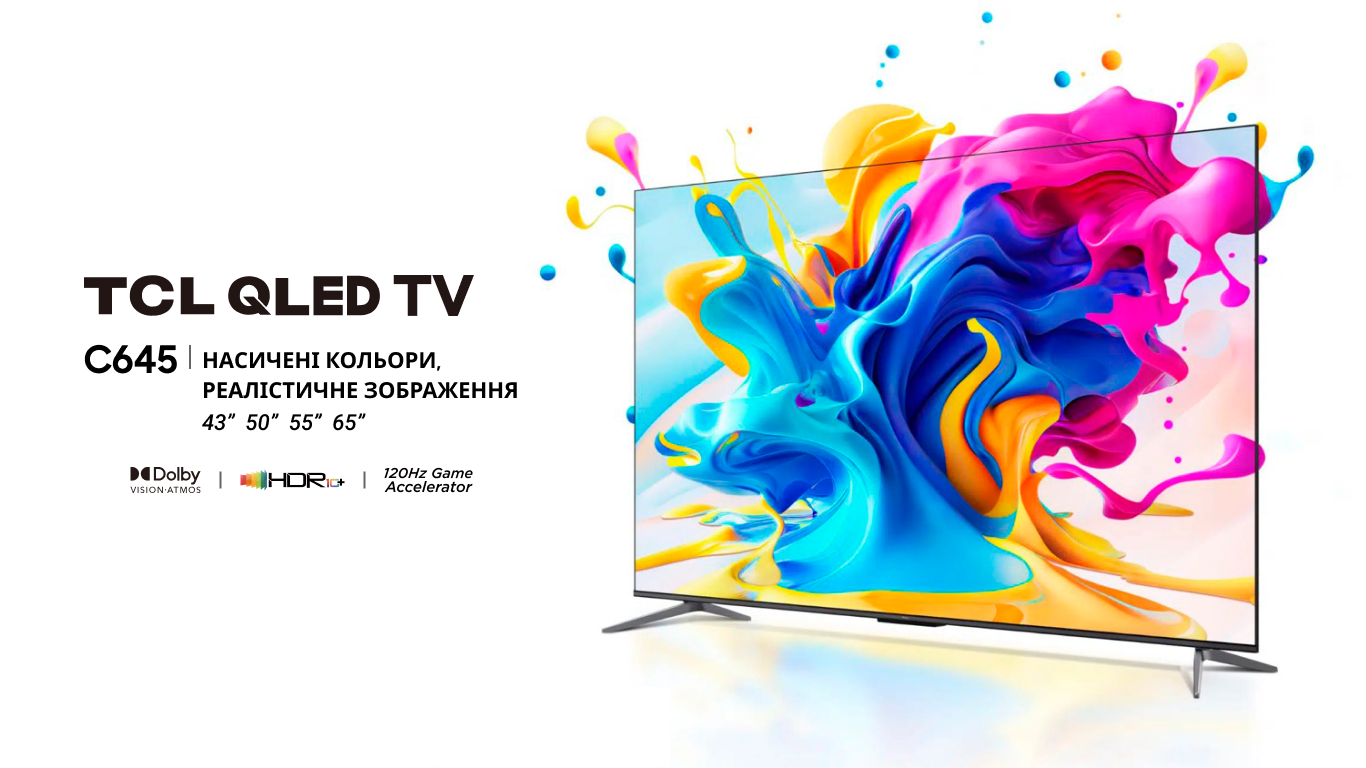 TCL QLED TV
C645 | НАСИЧЕНІ КОЛЬОРИ,
РЕАЛІСТИЧНЕ ЗОБРАЖЕННЯ
43” 50” 55” 65”
Dolby
VISION·ATMOS
HDR10+
120Hz Game
Accelerator